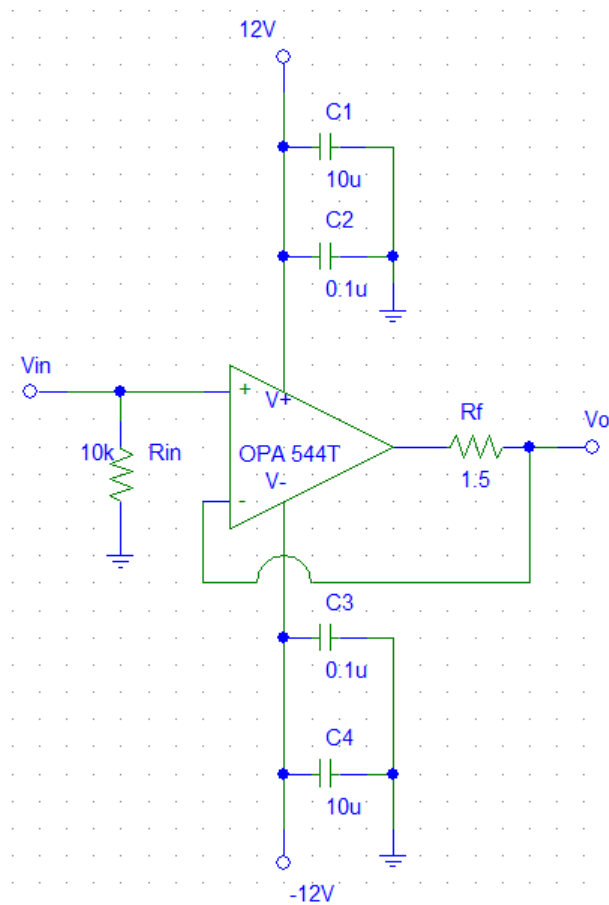 12V
C1
10u
C2
0.1u
Vin
+
V+
Rf
Vo
10k Rin
OPA 544T
1.5
V-
-
C3
0.1u
C4
10u
-12V